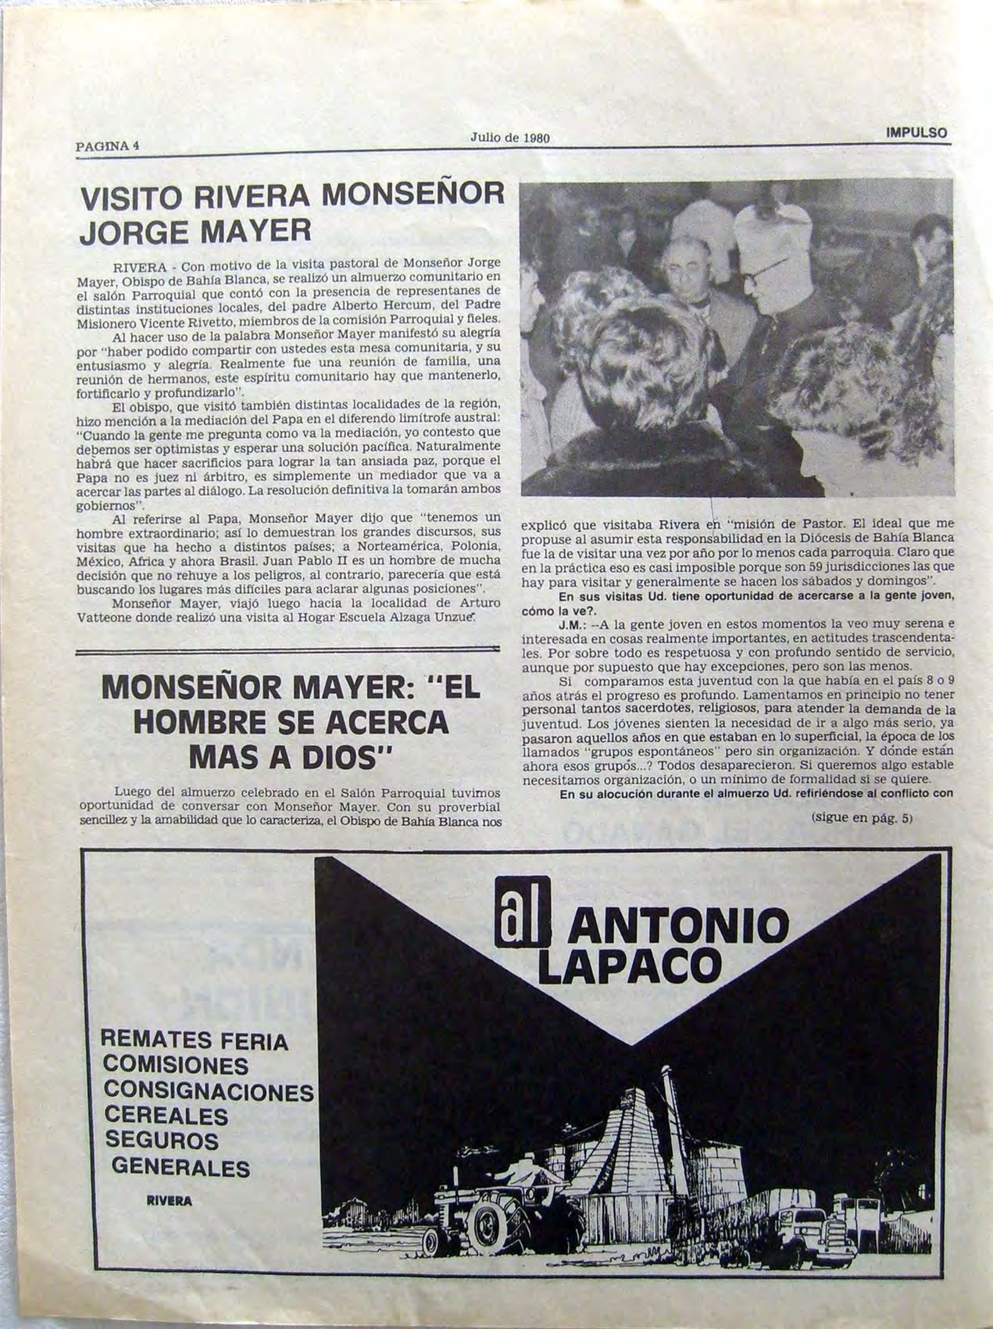 PAGINA 4
Julio de 1980
IMPULSO
VISITO RIVERA MONSEÑOR
JORGE MAYER
RIVERA - Con motivo de la visita pastoral de Monseñor Jorge
Mayer, Obispo de Bahía Blanca, se realizó un almuerzo comunitario en
el salón Parroquial que contó con la presencia de representanes de
distintas instituciones locales, del padre Alberto Hercum, del Padre
Misionero Vicente Rivetto, miembros de la comisión Parroquial y fieles.
Al hacer uso de la palabra Monseñor Mayer manifestó su alegría
por "haber podido compartir con ustedes esta mesa comunitaria, y su
entusiasmo y alegría. Realmente fue una reunión de familia, una
reunión de hermanos, este espíritu comunitario hay que mantenerlo,
fortificarlo y profundizarlo".
El obispo, que visitó también distintas localidades de la región,
hizo mención a la mediación del Papa en el diferendo limítrofe austral:
"Cuando la gente me pregunta como va la mediación, yo contesto que
debemos ser optimistas y esperar una solución pacífica. Naturalmente
habrá que hacer sacrificios para lograr la tan ansiada paz, porque el
Papa no es juez ni árbitro, es simplemente un mediador que va a
acercar las partes al diálogo. La resolución definitiva la tomarán ambos
gobiernos".
Al referirse al Papa, Monseñor Mayer dijo que "tenemos un
hombre extraordinario; así lo demuestran los grandes discursos, sus
visitas que ha hecho a distintos países; a Norteamérica, Polonia,
México, Africa y ahora Brasil. Juan Pablo II es un hombre de mucha
decisión que no rehuye a los peligros, al contrario, parecería que está
buscando los lugares más difíciles para aclarar algunas posiciones".
Monseñor Mayer, viajó luego hacia la localidad de Arturo
Vatteone donde realizó una visita al Hogar Escuela Alzaga Unzué.
MONSEÑOR MAYER: "EL
HOMBRE SE ACERCA
MAS A DIOS"
Luego del almuerzo celebrado en el Salón Parroquial tuvimos
oportunidad de conversar con Monseñor Mayer. Con su proverbial
sencillez y la amabilidad que lo caracteriza, el Obispo de Bahía Blanca nos
explicó que visitaba Rivera en "misión de Pastor. El ideal que me
propuse al asumir esta responsabilidad en la Diócesis de Bahía Blanca
fue la de visitar una vez por año por lo menos cada parroquia. Claro que
en la práctica eso es casi imposible porque son 59 jurisdicciones las que
hay para visitar y generalmente se hacen los sábados y domingos".
En sus visitas Ud. tiene oportunidad de acercarse a la gente joven,
cómo la ve?.
J.M.: --A la gente joven en estos momentos la veo muy serena e
interesada en cosas realmente importantes, en actitudes trascendenta-
les. Por sobre todo es respetuosa y con profundo sentido de servicio,
aunque por supuesto que hay excepciones, pero son las menos.
Si comparamos esta juventud con la que había en el país 8 o 9
años atrás el progreso es profundo. Lamentamos en principio no tener
personal tantos sacerdotes, religiosos, para atender la demanda de la
juventud. Los jóvenes sienten la necesidad de ir a algo más serio, ya
pasaron aquellos años en que estaban en lo superficial, la época de los
llamados "grupos espontáneos" pero sin organización. Y dónde están
ahora esos grupos...? Todos desaparecieron. Si queremos algo estable
necesitamos organización, o un mínimo de formalidad si se quiere.
En su alocución durante el almuerzo Ud. refiriéndose al conflicto con
(sigue en pág. 5)
al ANTONIO
LAPACO
REMATES FERIA
COMISIONES
CONSIGNACIONES
CEREALES
SEGUROS
GENERALES
RIVERA